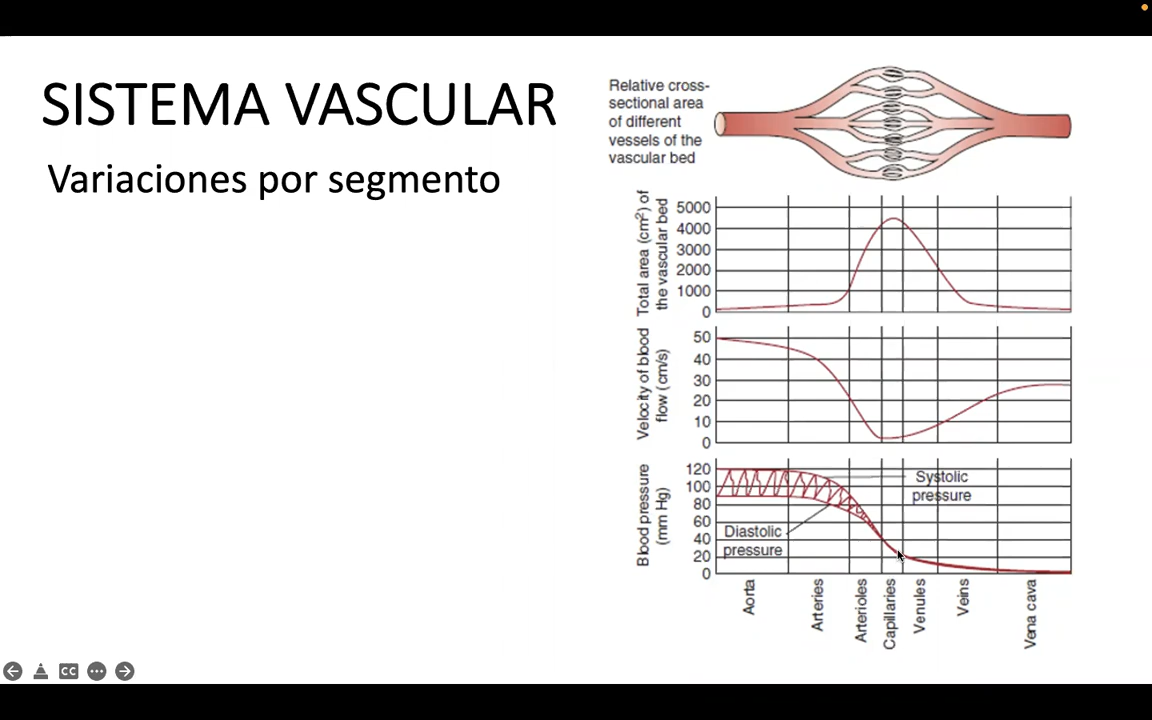 SISTEMA VASCULAR
Variaciones por segmento
Relative cross-
sectional area
of different
vessels of the
vascular bed
Total area (cm²) of
the vascular bed
5000
4000
3000
2000
1000
0
Velocity of blood
flow (cm/s)
50
40
30
20
10
0
Blood pressure
(mm Hg)
120
100
80
60
40
20
0
Systolic
pressure
Diastolic
pressure
Aorta
Arteries
Arterioles
Capillaries
Venules
Veins
Vena cava
CC